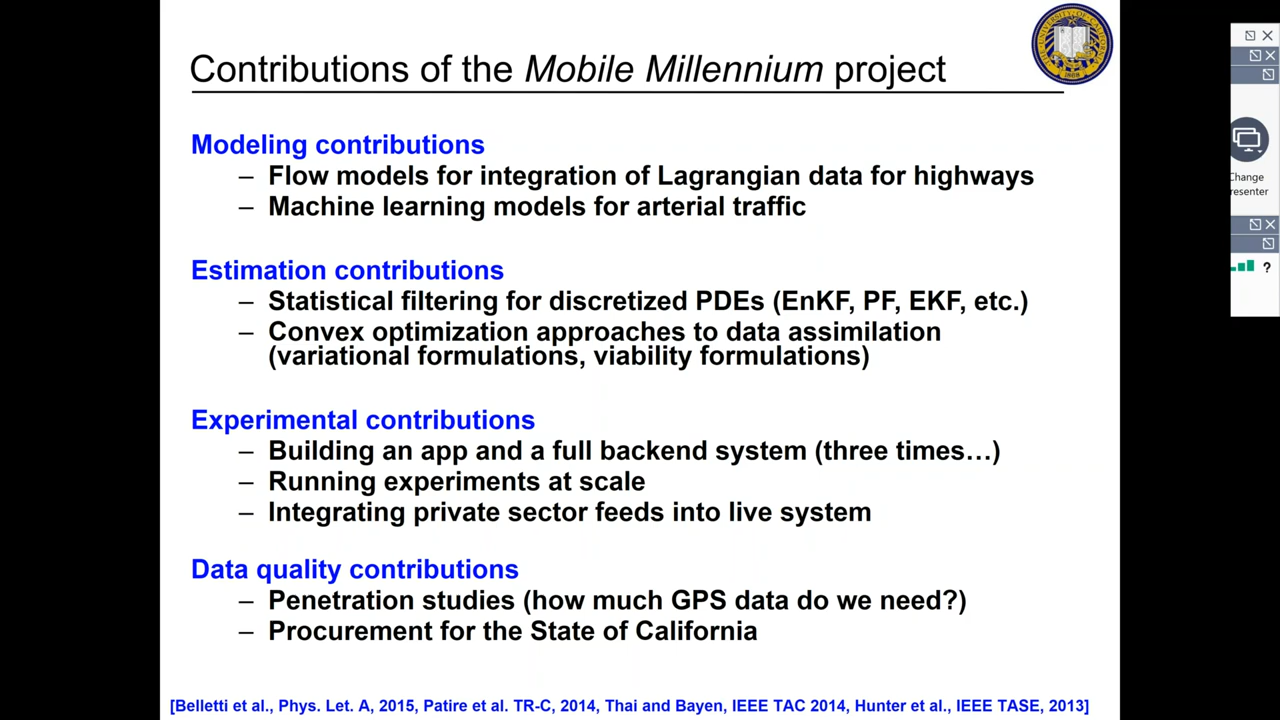 Contributions of the Mobile Millennium project
Modeling contributions
– Flow models for integration of Lagrangian data for highways
– Machine learning models for arterial traffic
Estimation contributions
– Statistical filtering for discretized PDEs (EnKF, PF, EKF, etc.)
– Convex optimization approaches to data assimilation
(variational formulations, viability formulations)
Experimental contributions
– Building an app and a full backend system (three times…)
– Running experiments at scale
– Integrating private sector feeds into live system
Data quality contributions
– Penetration studies (how much GPS data do we need?)
– Procurement for the State of California
[Belletti et al., Phys. Let. A, 2015, Patire et al. TR-C, 2014, Thai and Bayen, IEEE TAC 2014, Hunter et al., IEEE TASE, 2013]
Change
resenter
?